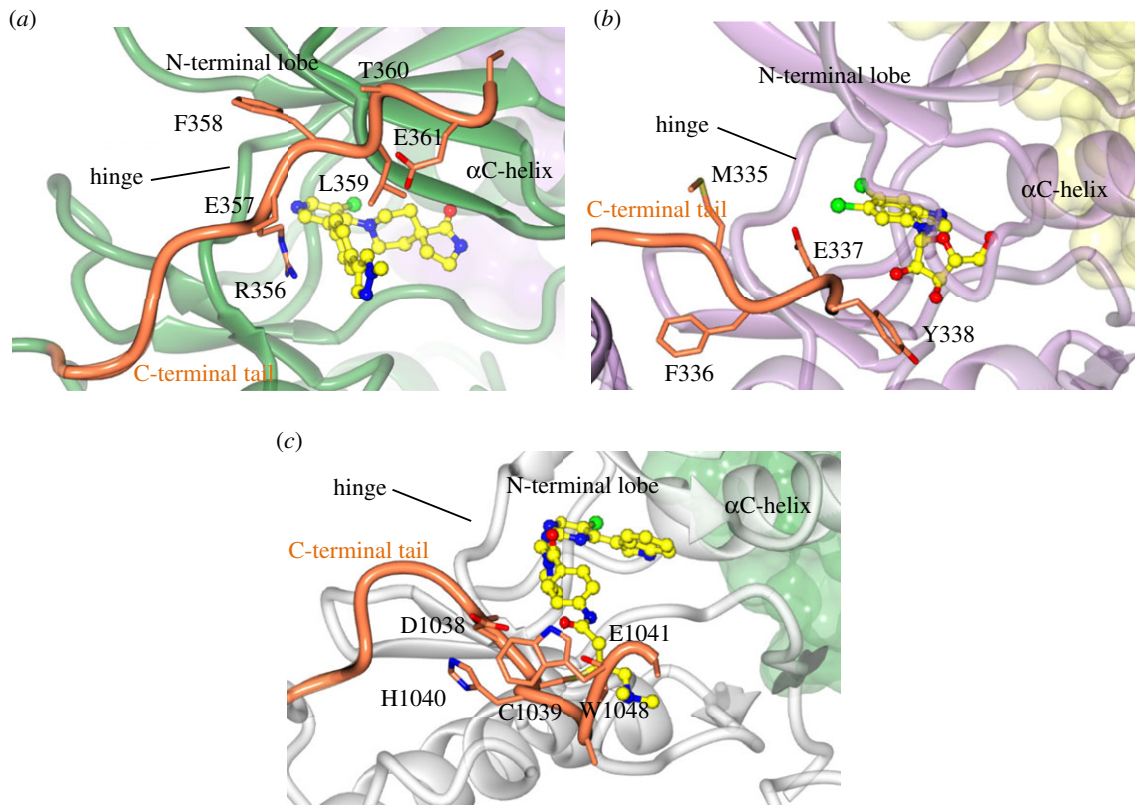 (a)
N-terminal lobe
T360
F358
E361
hinge
αC-helix
L359
E357
R356
C-terminal tail
(b)
N-terminal lobe
hinge
M335
αC-helix
C-terminal tail
E337
Y338
F336
(c)
N-terminal lobe
hinge
αC-helix
C-terminal tail
D1038
E1041
H1040
C1039
W1048